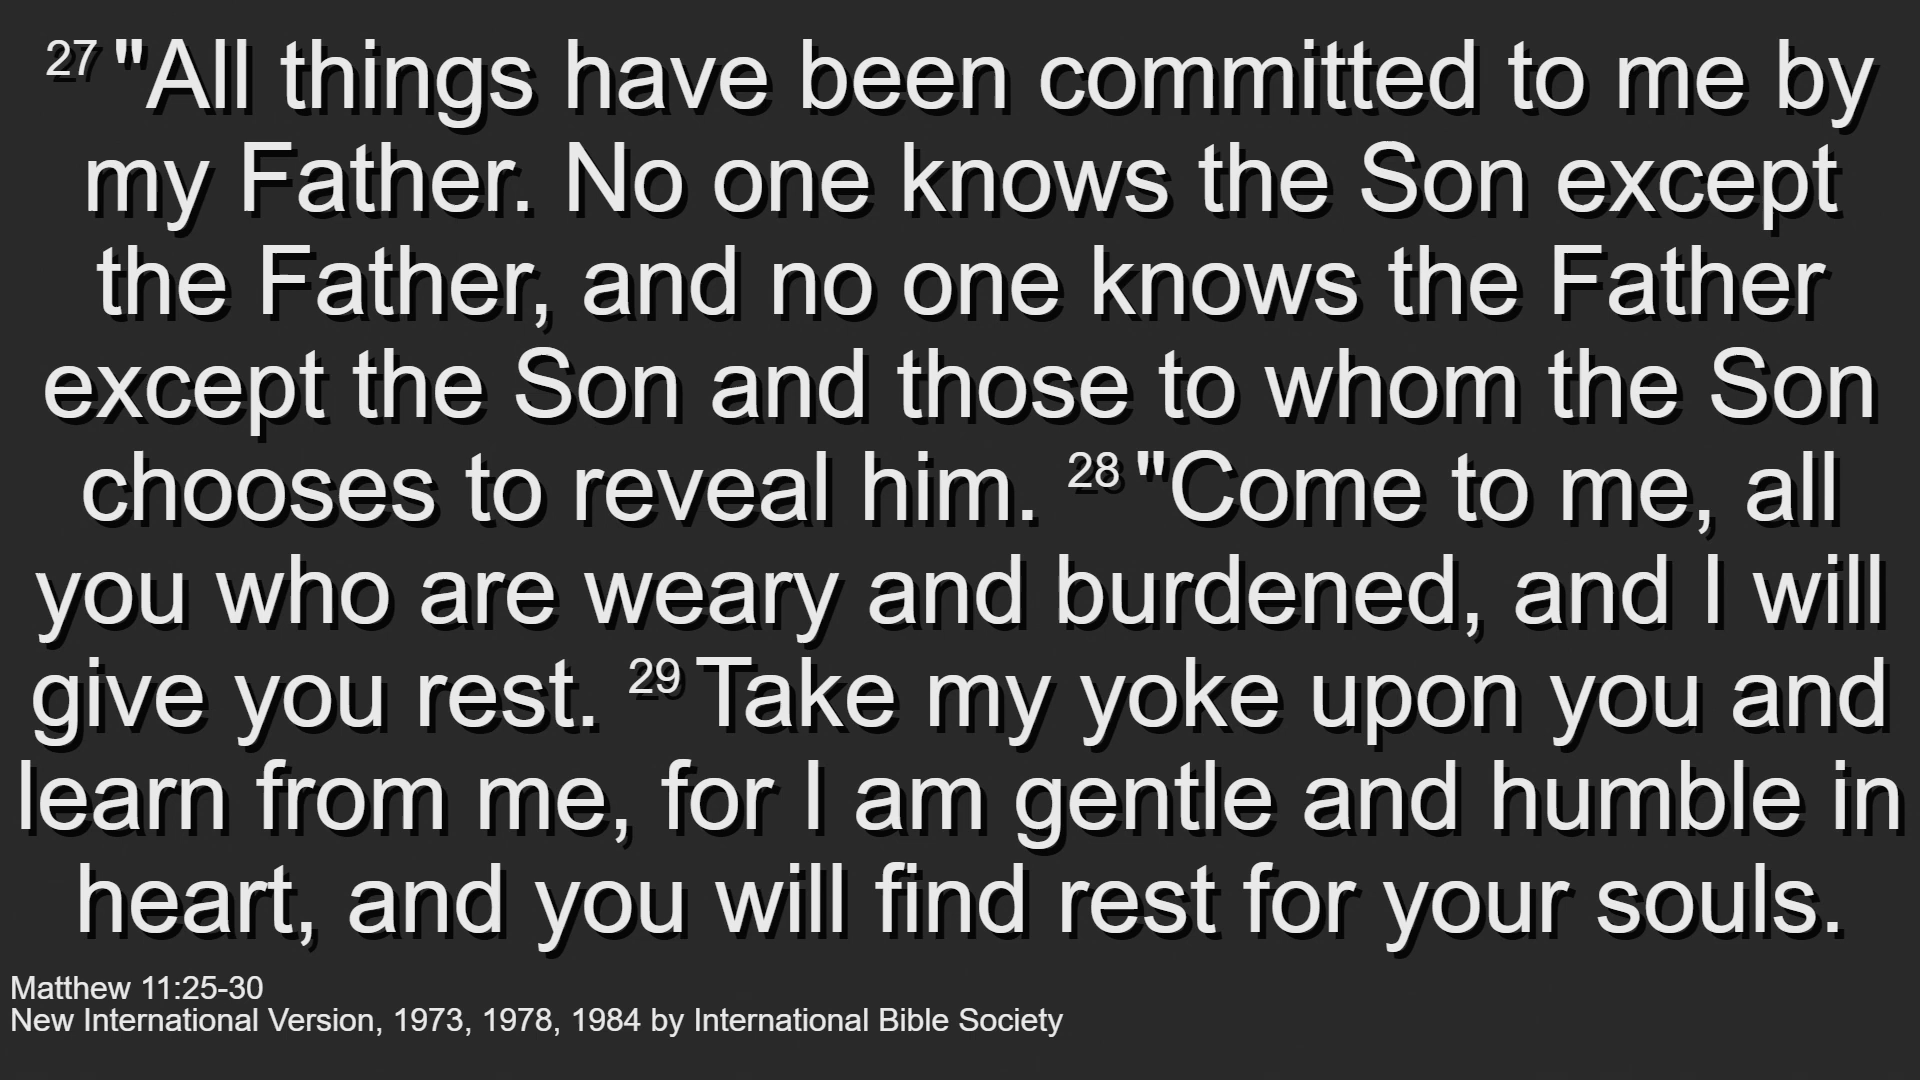 27 "All things have been committed to me by
my Father. No one knows the Son except
the Father, and no one knows the Father
except the Son and those to whom the Son
chooses to reveal him. 28 "Come to me, all
you who are weary and burdened, and I will
give you rest. 29 Take my yoke upon you and
learn from me, for I am gentle and humble in
heart, and you will find rest for your souls.
Matthew 11:25-30
New International Version, 1973, 1978, 1984 by International Bible Society